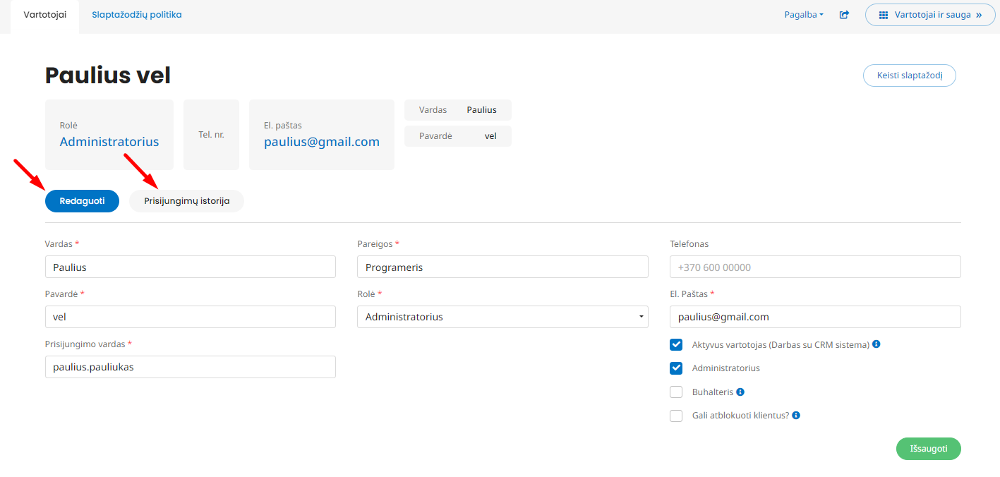 Vartotojai
Slaptažodžių politika
Pagalba
Vartotojai ir sauga »
Paulius vel
Keisti slaptažodį
Rolė
Administratorius
Tel. nr.
El. paštas
paulius@gmail.com
Vardas Paulius
Pavardė vel
Redaguoti
Prisijungimų istorija
Vardas *
Paulius
Pareigos *
Programeris
Telefonas
+370 600 00000
Pavardė *
vel
Rolė *
Administratorius
El. Paštas *
paulius@gmail.com
Prisijungimo vardas *
paulius.pauliukas
Aktyvus vartotojas (Darbas su CRM sistema)
Administratorius
Buhalteris
Gali atblokuoti klientus?
Išsaugoti